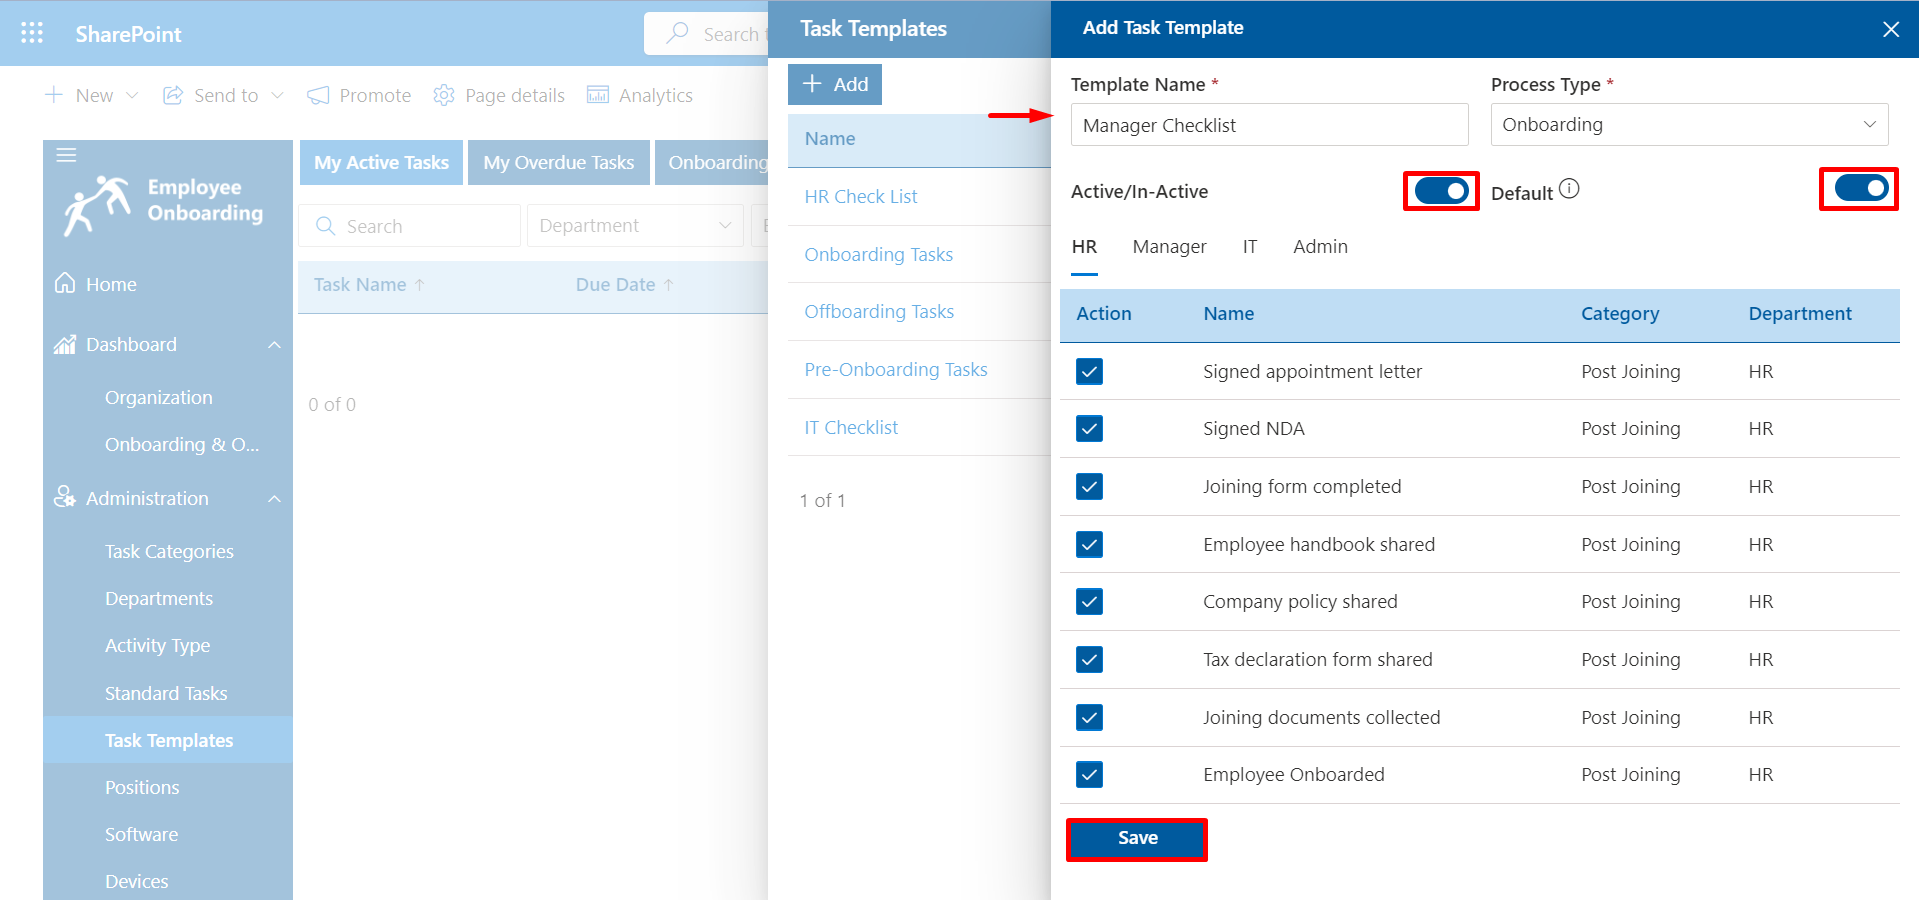 SharePoint
Search
New
Send to
Promote
Page details
Analytics
Employee
Onboarding
Home
Dashboard
Organization
Onboarding & O...
Administration
Task Categories
Departments
Activity Type
Standard Tasks
Task Templates
Positions
Software
Devices
My Active Tasks
My Overdue Tasks
Onboarding
Search
Department
Task Name ↑
Due Date ↑
0 of 0
Task Templates
+ Add
Name
HR Check List
Onboarding Tasks
Offboarding Tasks
Pre-Onboarding Tasks
IT Checklist
1 of 1
Add Task Template
Template Name *
Process Type *
Manager Checklist
Onboarding
Active/In-Active
Default
HR Manager IT Admin
Action Name Category Department
Signed appointment letter Post Joining HR
Signed NDA Post Joining HR
Joining form completed Post Joining HR
Employee handbook shared Post Joining HR
Company policy shared Post Joining HR
Tax declaration form shared Post Joining HR
Joining documents collected Post Joining HR
Employee Onboarded Post Joining HR
Save